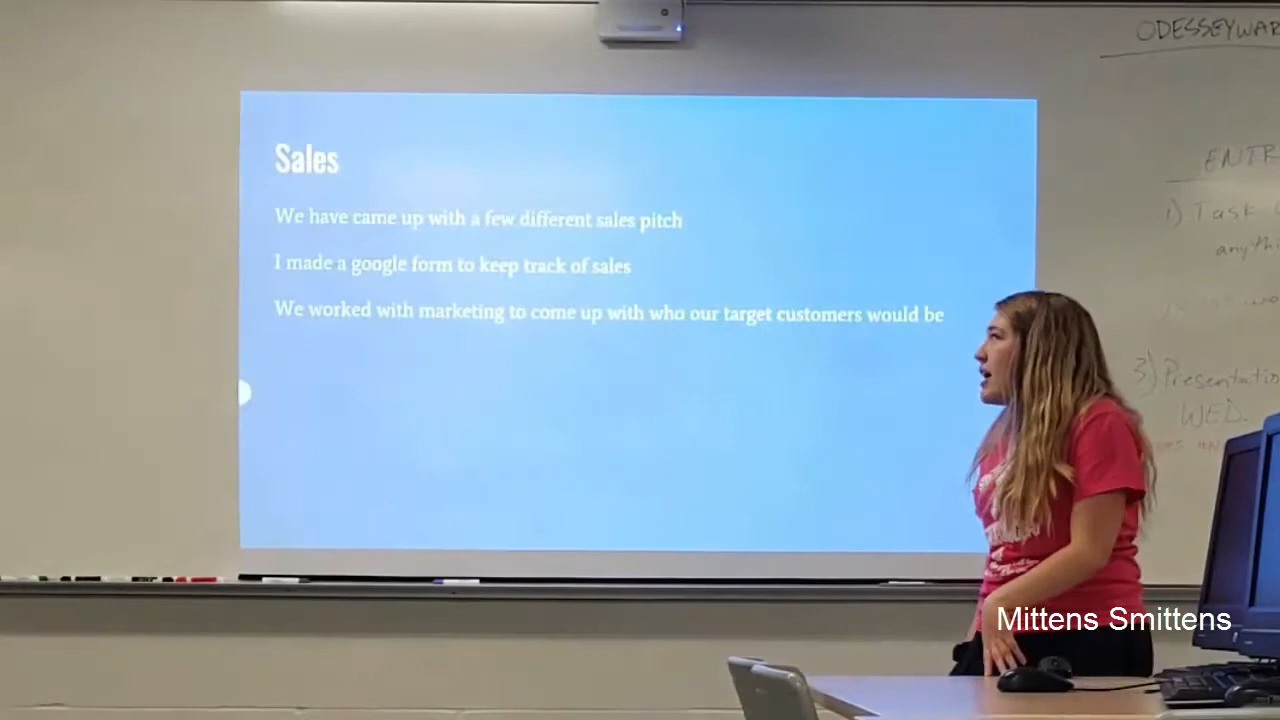 ODESSEYWAR
Sales
We have came up with a few different sales pitch
I made a google form to keep track of sales
We worked with marketing to come up with who our target customers would be
ENTR
1) Task
anythi
3) Presentatio
WED.
Mittens Smittens